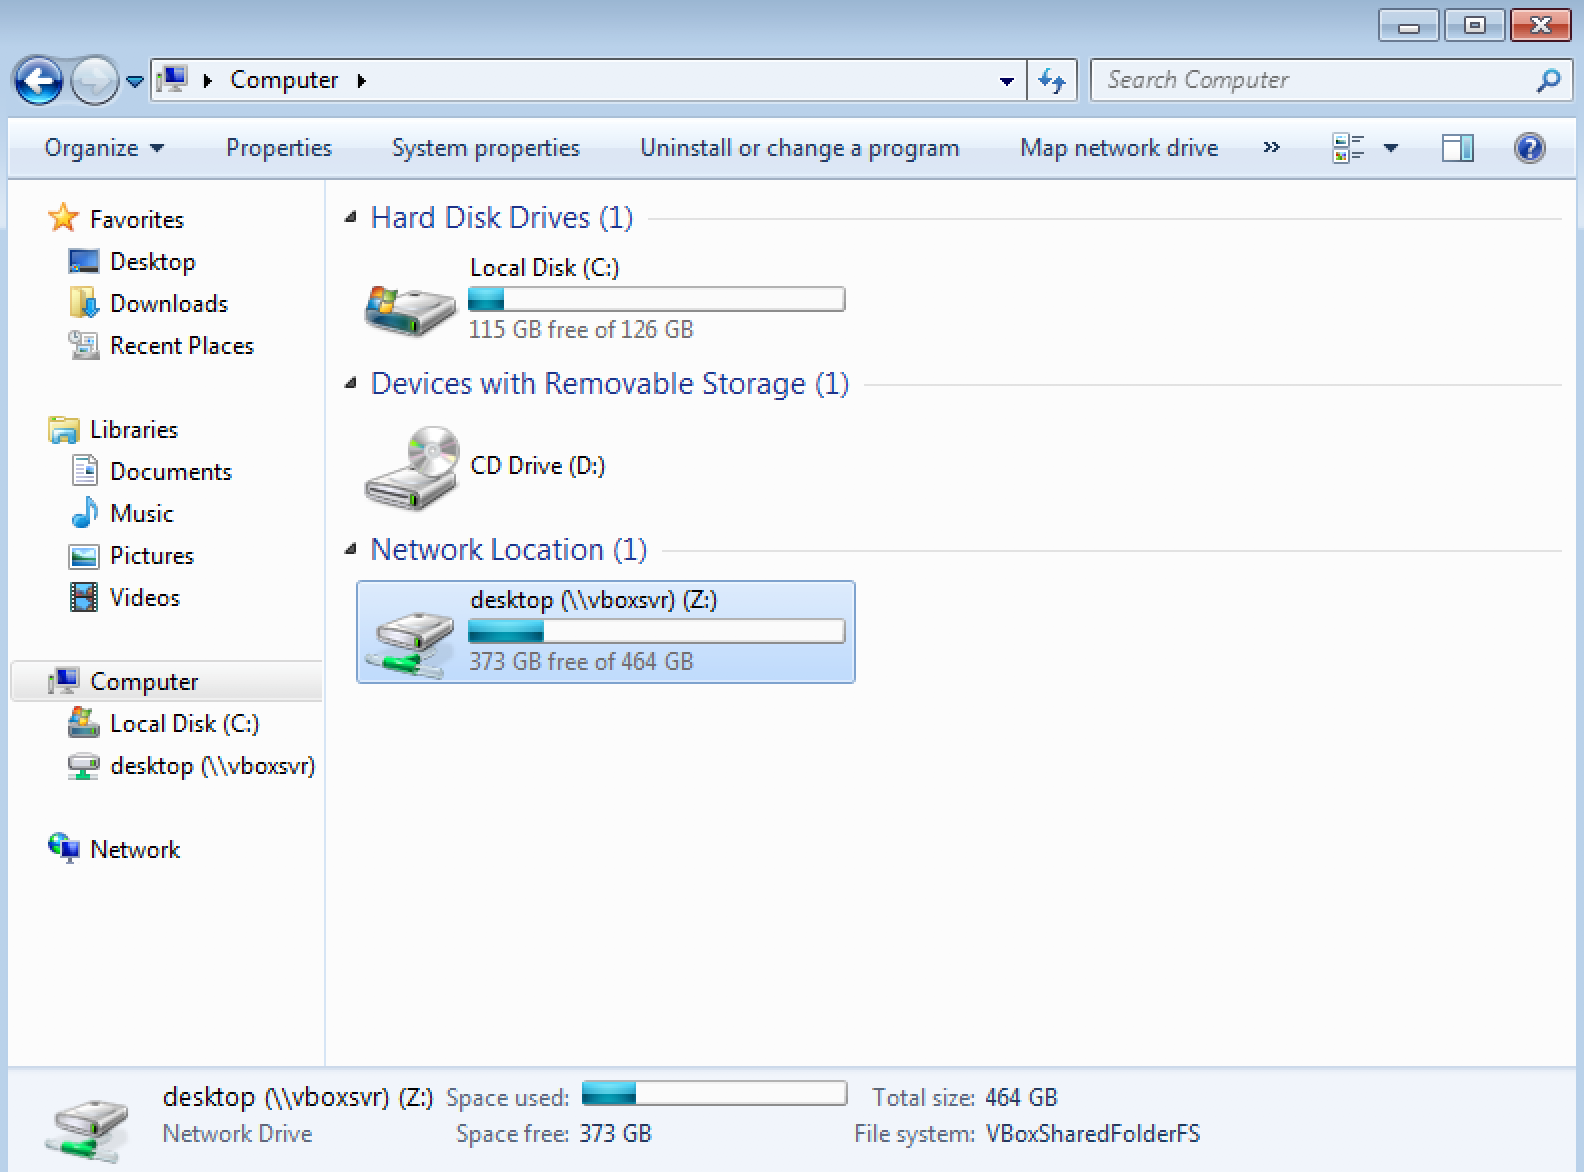 Computer
Search Computer
Organize
Properties
System properties
Uninstall or change a program
Map network drive
»
Favorites
Desktop
Downloads
Recent Places
Libraries
Documents
Music
Pictures
Videos
Computer
Local Disk (C:)
desktop (\\vboxsvr)
Network
Hard Disk Drives (1)
Local Disk (C:)
115 GB free of 126 GB
Devices with Removable Storage (1)
CD Drive (D:)
Network Location (1)
desktop (\\vboxsvr) (Z:)
373 GB free of 464 GB
desktop (\\vboxsvr) (Z:) Space used: Total size: 464 GB
Network Drive Space free: 373 GB File system: VBoxSharedFolderFS